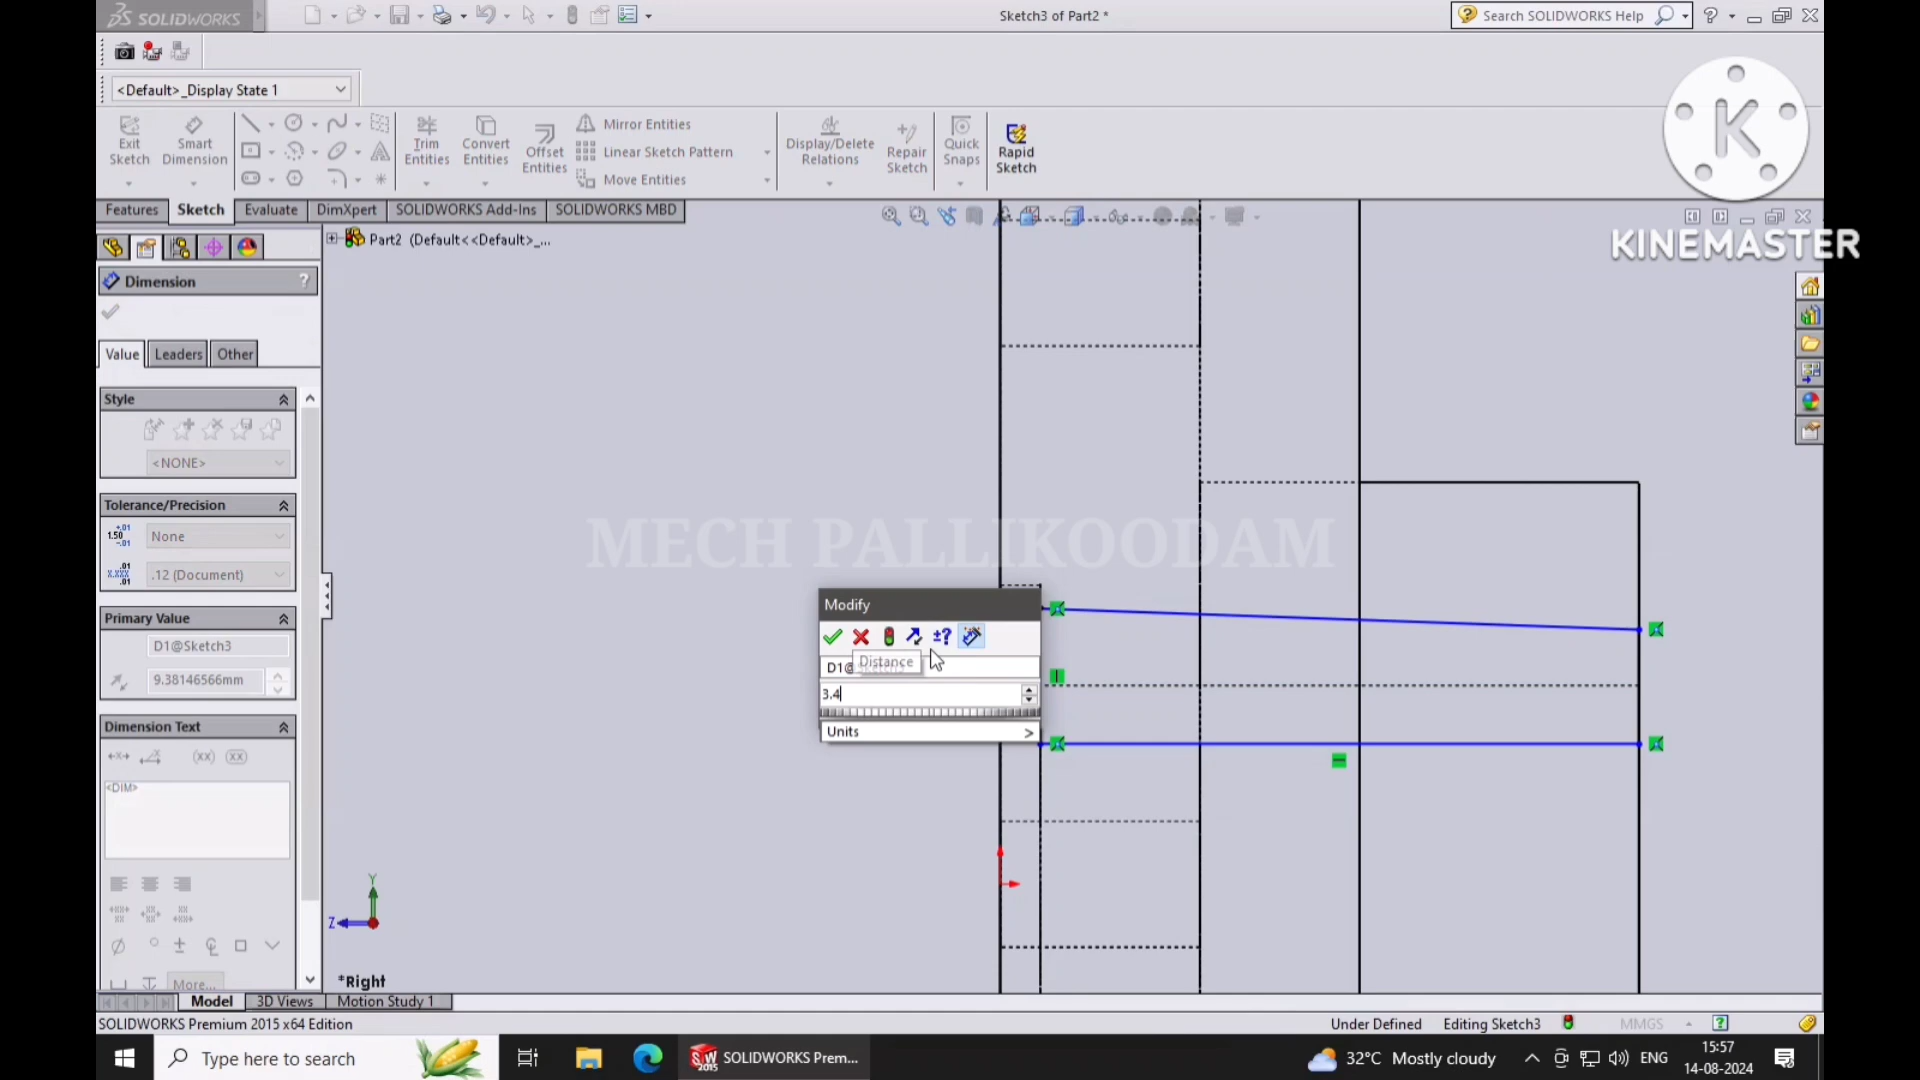 SOLIDWORKS
Sketch3 of Part2 *
Search SOLIDWORKS Help
<Default>_Display State 1
Exit Sketch
Smart Dimension
Trim Entities
Convert Entities
Offset Entities
Mirror Entities
Linear Sketch Pattern
Move Entities
Display/Delete Relations
Repair Sketch
Quick Snaps
Rapid Sketch
K
KINEMASTER
Features
Sketch
Evaluate
DimXpert
SOLIDWORKS Add-Ins
SOLIDWORKS MBD
Part2 (Default<<Default>_...
Dimension
?
Value
Leaders
Other
Style
<NONE>
Tolerance/Precision
None
.12 (Document)
Primary Value
D1@Sketch3
9.38146566mm
Dimension Text
<DIM>
More...
MECH PALLIKOODAM
Modify
Distance
D1@
3.4
Units >
Y
Z
*Right
Model
3D Views
Motion Study 1
SOLIDWORKS Premium 2015 x64 Edition
Under Defined
Editing Sketch3
MMGS
Type here to search
SOLIDWORKS Prem...
32°C Mostly cloudy
ENG
15:57
14-08-2024